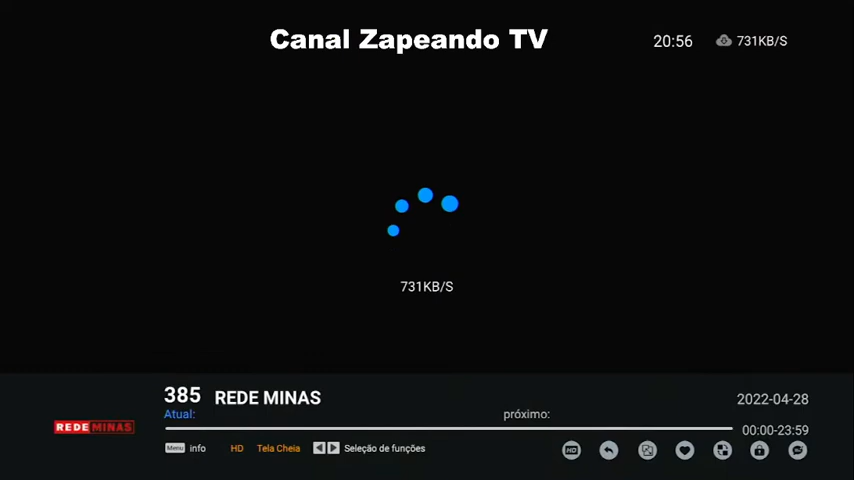 Canal Zapeando TV
20:56
731KB/S
731KB/S
385 REDE MINAS
2022-04-28
Atual:
próximo:
REDE MINAS
00:00-23:59
Menu info HD Tela Cheia Seleção de funções
HD